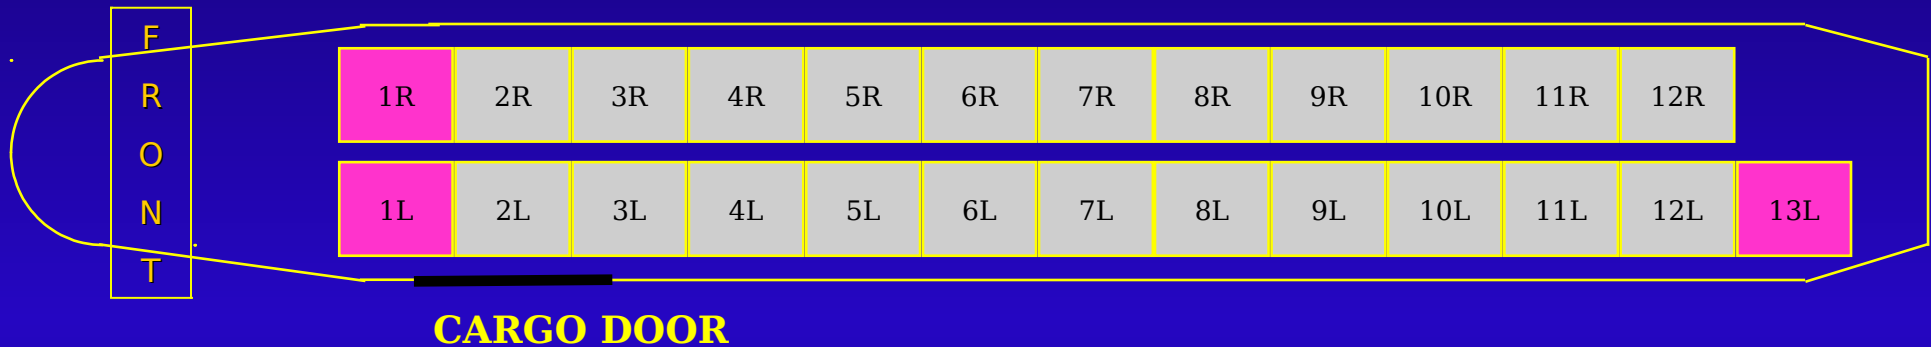 FRONT
1R 2R 3R 4R 5R 6R 7R 8R 9R 10R 11R 12R
1L 2L 3L 4L 5L 6L 7L 8L 9L 10L 11L 12L 13L
CARGO DOOR